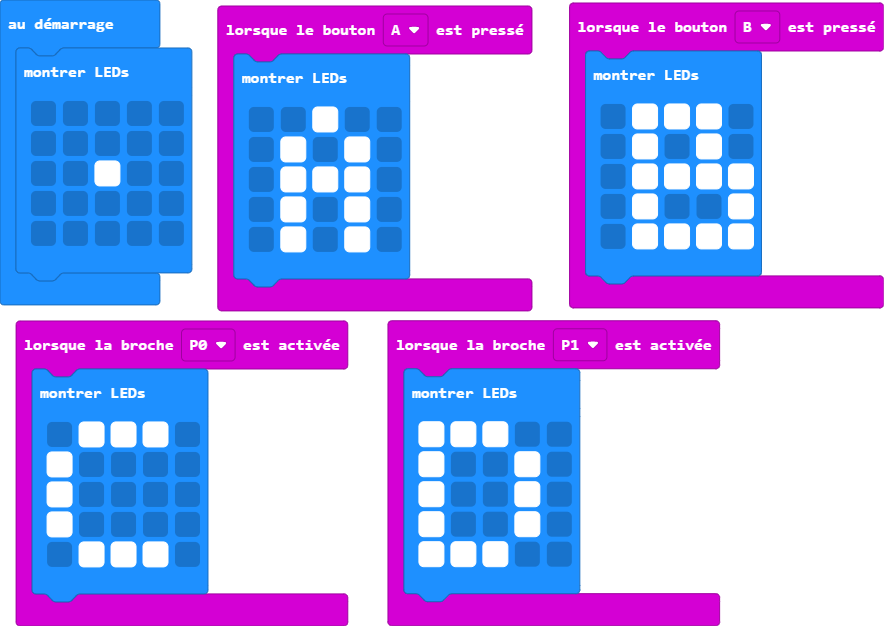 au démarrage
montrer LEDs
lorsque le bouton A est pressé
montrer LEDs
lorsque le bouton B est pressé
montrer LEDs
lorsque la broche P0 est activée
montrer LEDs
lorsque la broche P1 est activée
montrer LEDs